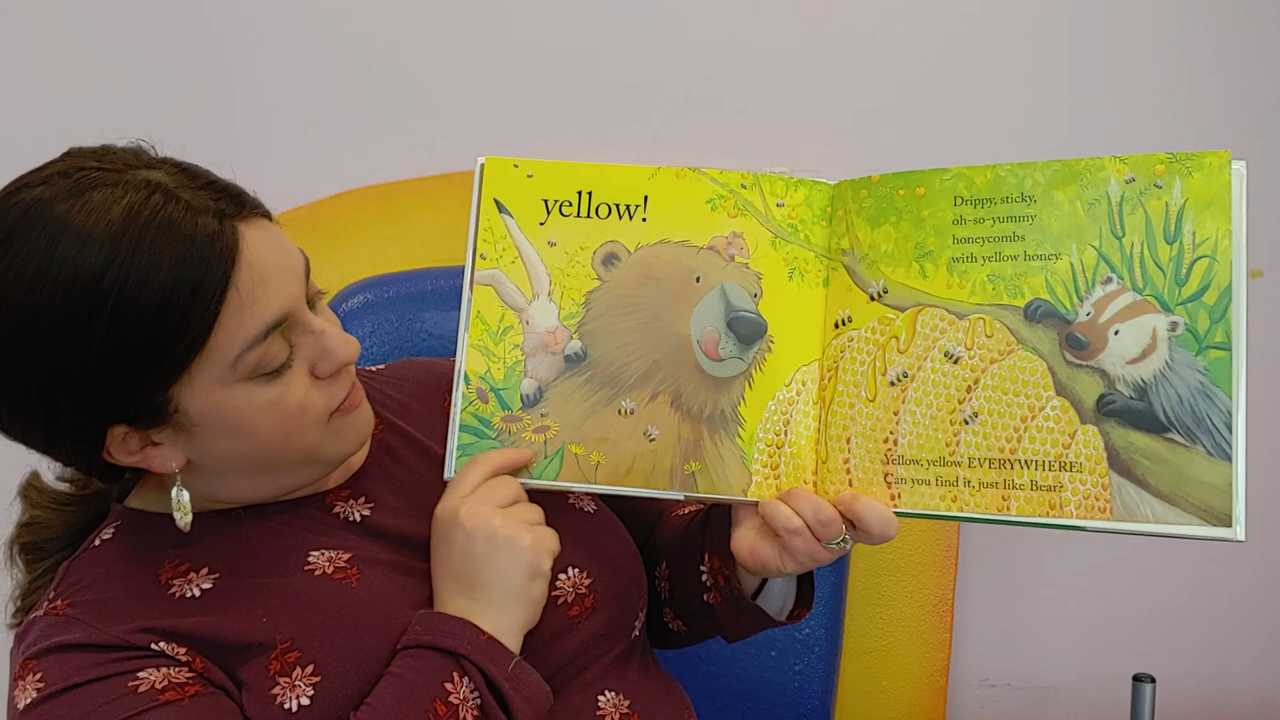 yellow!
Drippy, sticky,
oh-so-yummy
honeycombs
with yellow honey.
Yellow, yellow EVERYWHERE!
Can you find it, just like Bear?